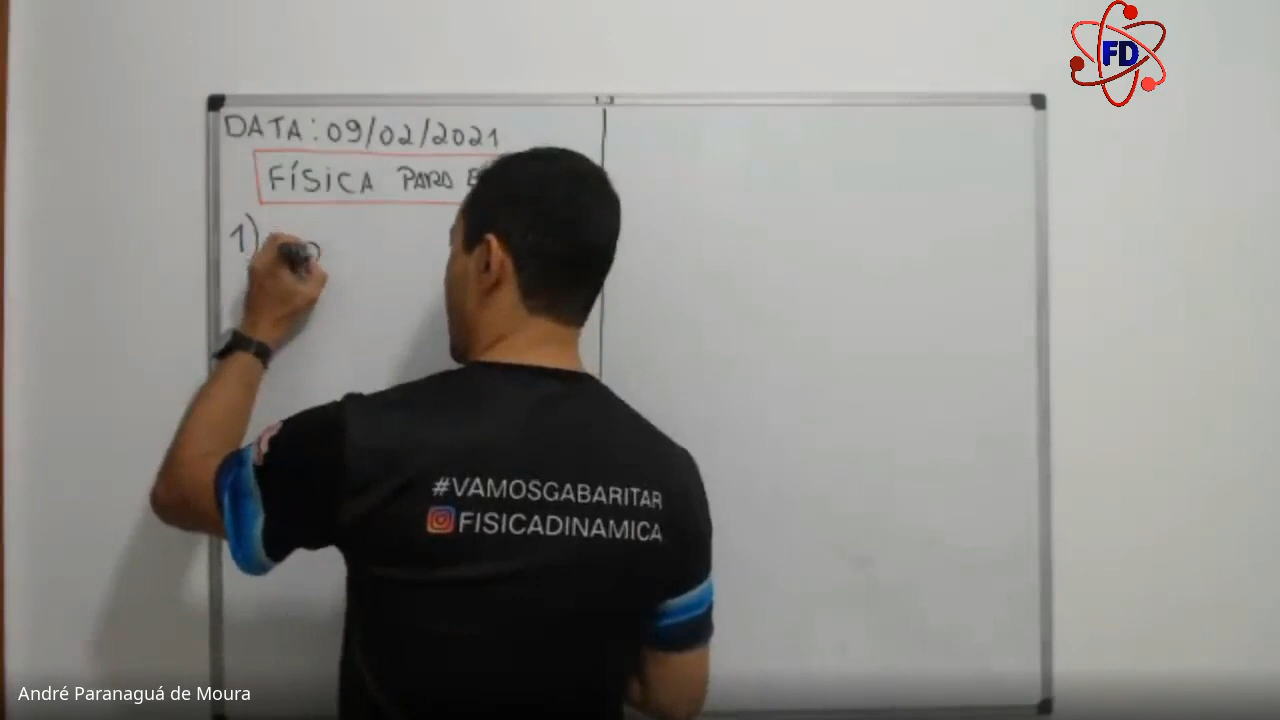 FD
DATA: 09/02/2021
FÍSICA PARA
1)
#VAMOSGABARITAR
FISICADINAMICA
André Paranaguá de Moura